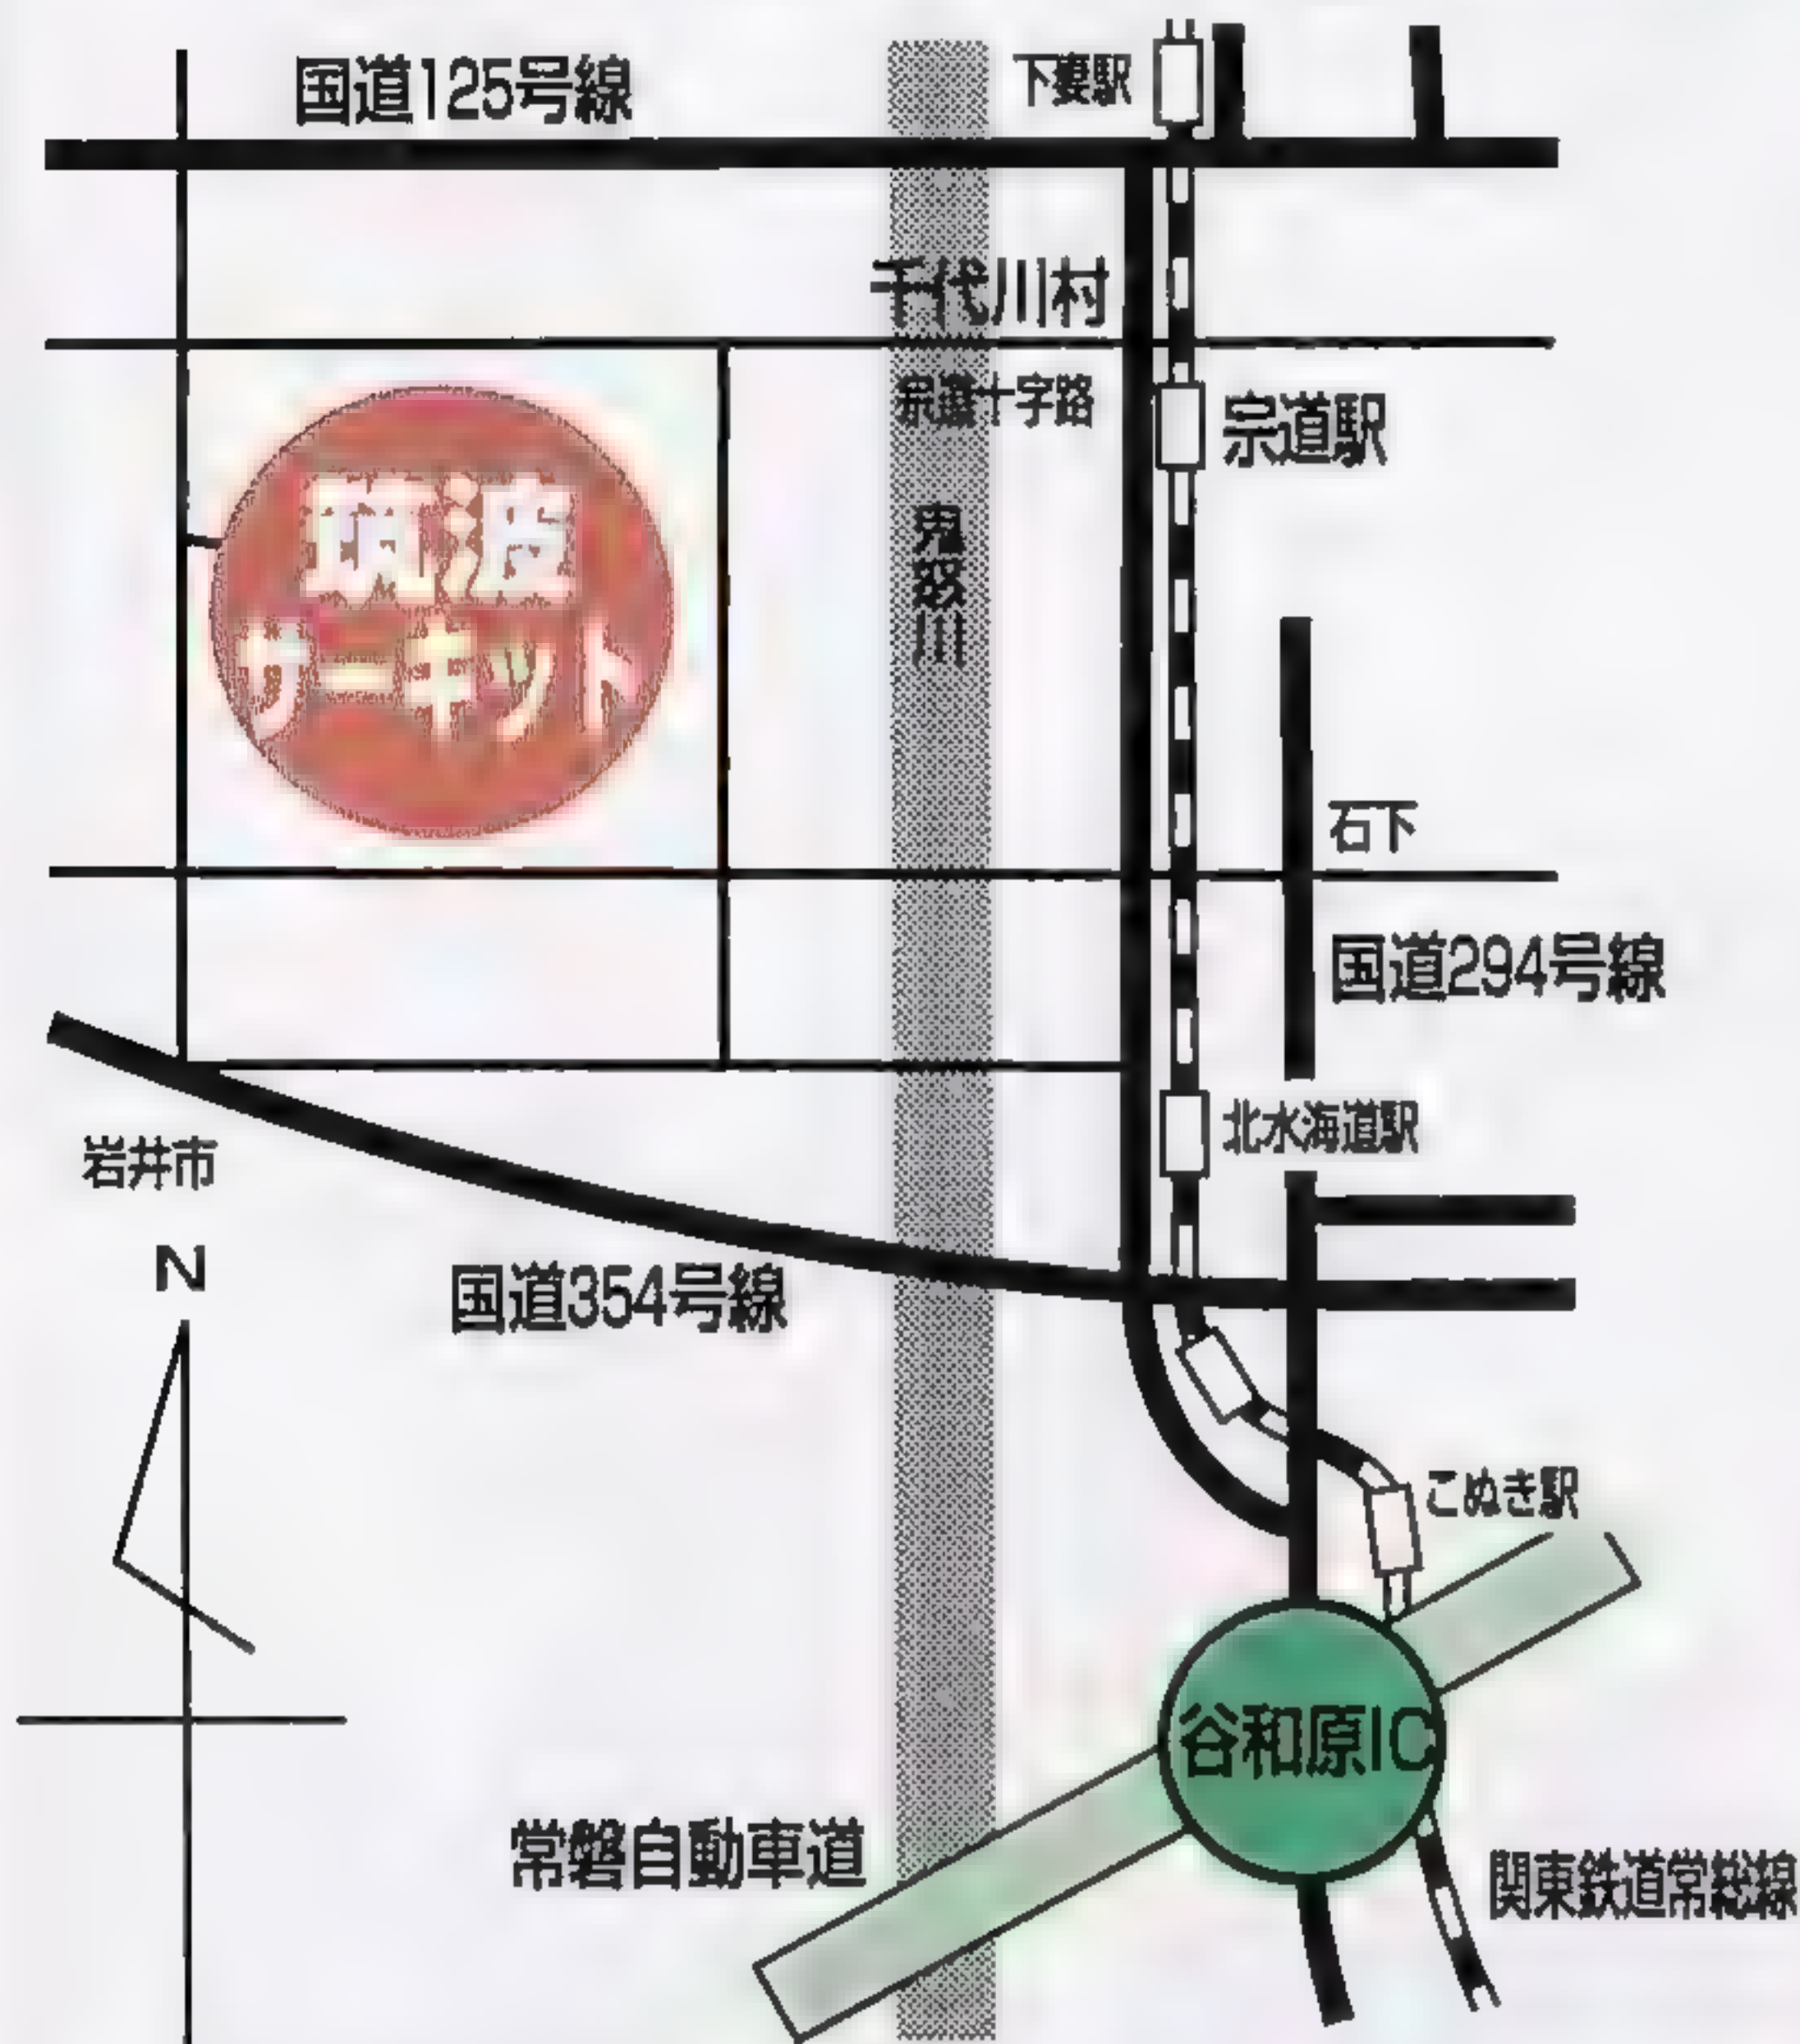 国道125号線
下妻駅
千代川村
宗道十字路
宗道駅
筑波
サーキット
鬼怒川
石下
国道294号線
北水海道駅
岩井市
N
国道354号線
こぬき駅
谷和原IC
常磐自動車道
関東鉄道常総線